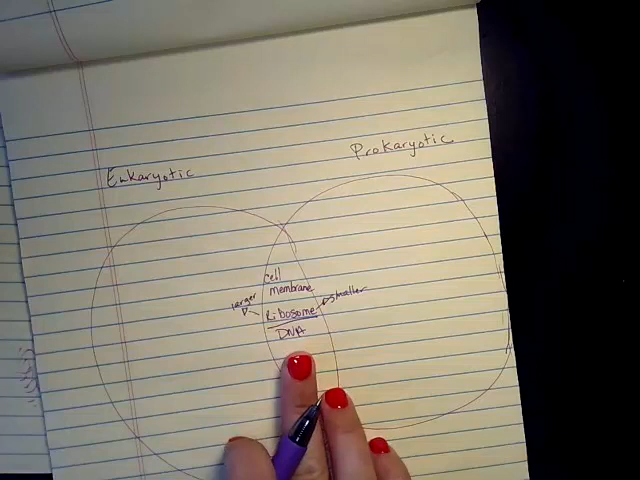 Prokaryotic
Eukaryotic
cell
membrane
larger
smaller
Ribosome
DNA